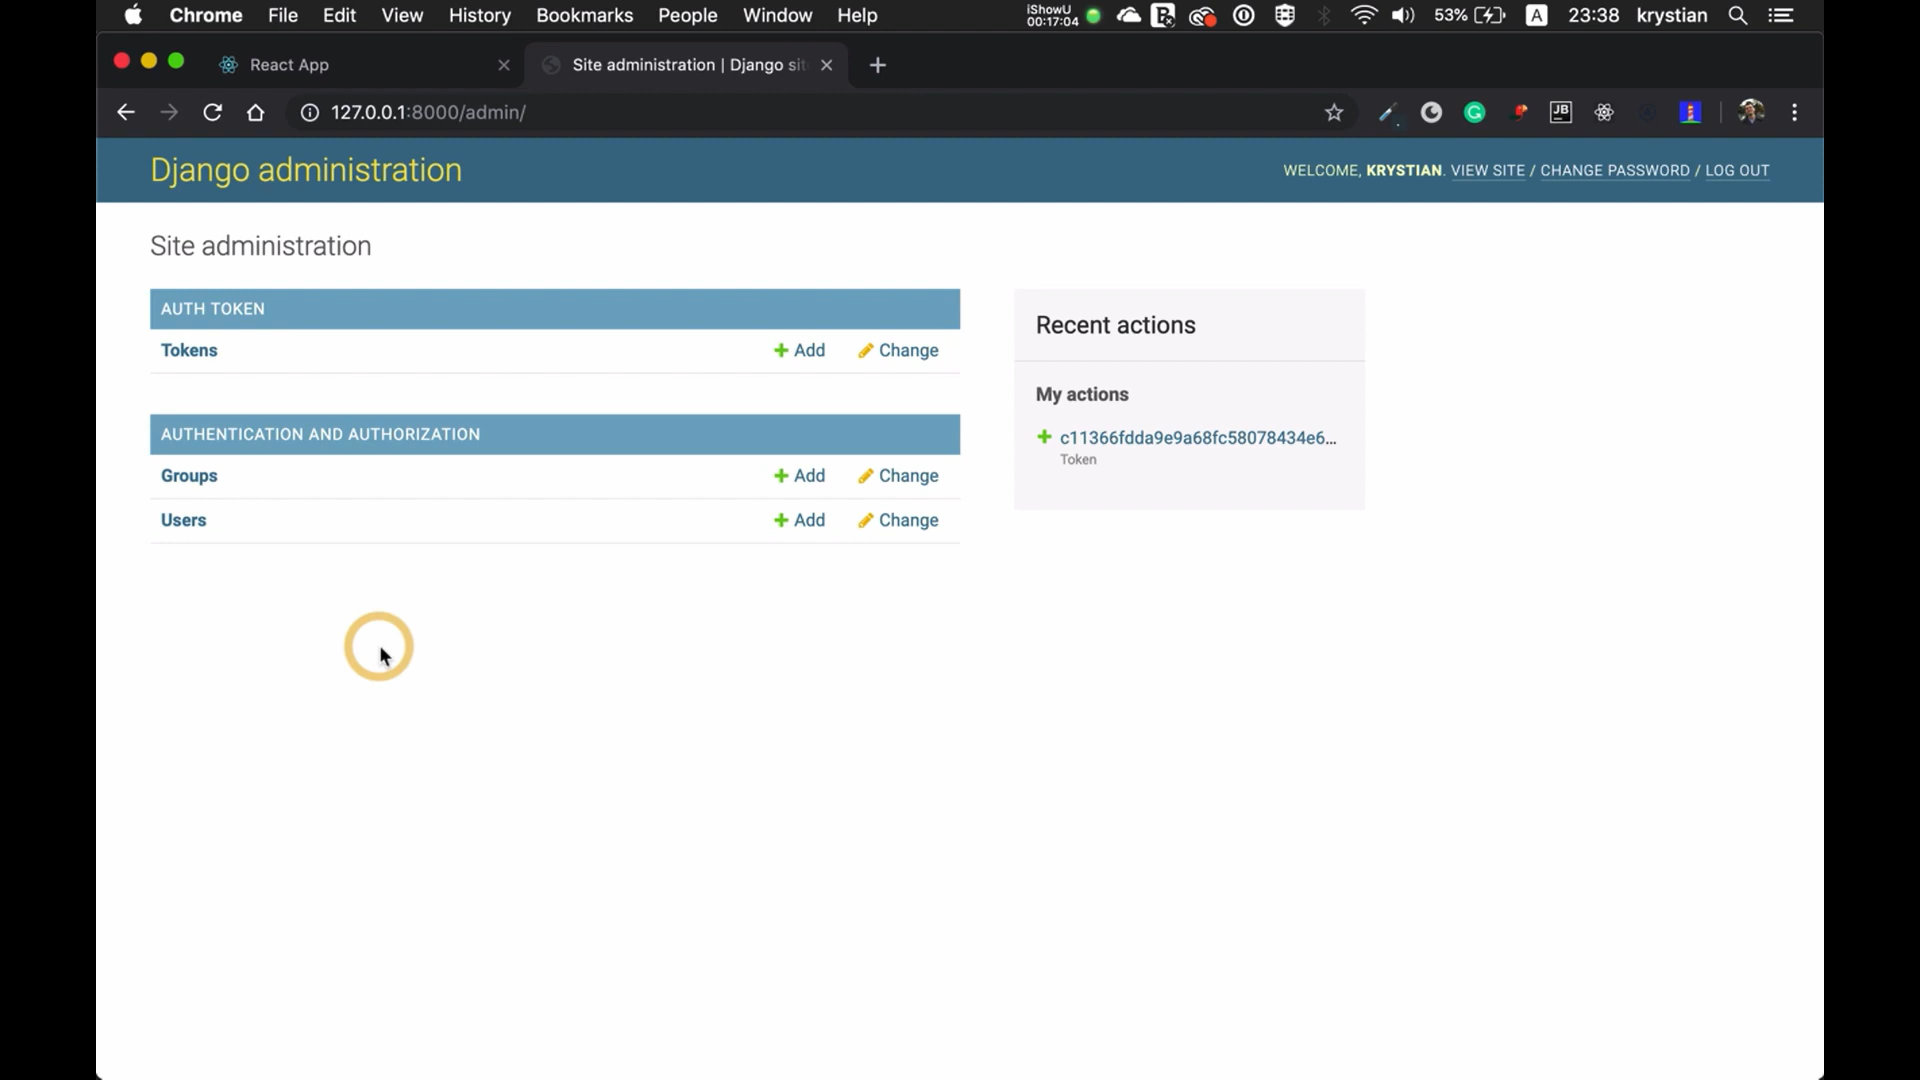 Chrome File Edit View History Bookmarks People Window Help iShowU 00:17:04 53% A 23:38 krystian
React App Site administration | Django sit
127.0.0.1:8000/admin/ G JB
Django administration WELCOME, KRYSTIAN. VIEW SITE / CHANGE PASSWORD / LOG OUT
Site administration
AUTH TOKEN
Tokens Add Change
AUTHENTICATION AND AUTHORIZATION
Groups Add Change
Users Add Change
Recent actions
My actions
c11366fdda9e9a68fc58078434e6…
Token